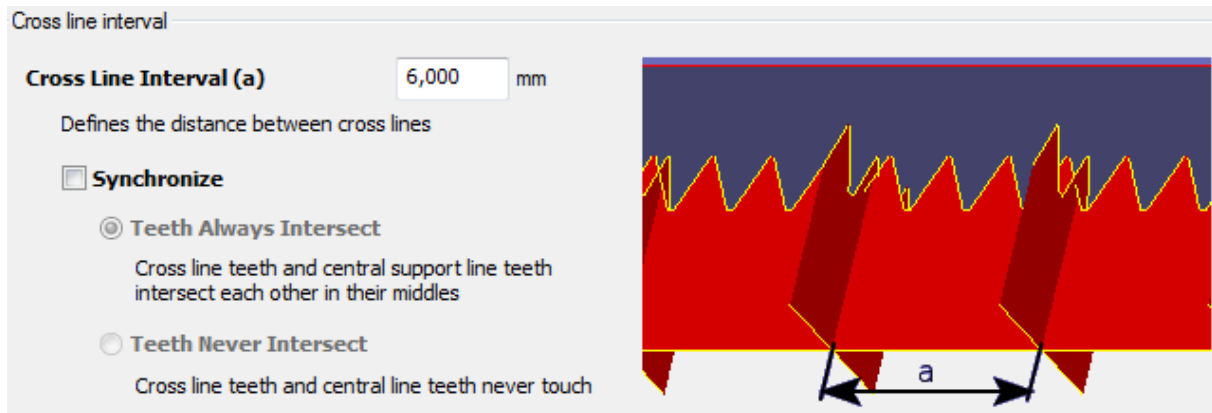 Cross line interval
Cross Line Interval (a) 6,000 mm
Defines the distance between cross lines
Synchronize
Teeth Always Intersect
Cross line teeth and central support line teeth
intersect each other in their middles
Teeth Never Intersect
Cross line teeth and central line teeth never touch
a